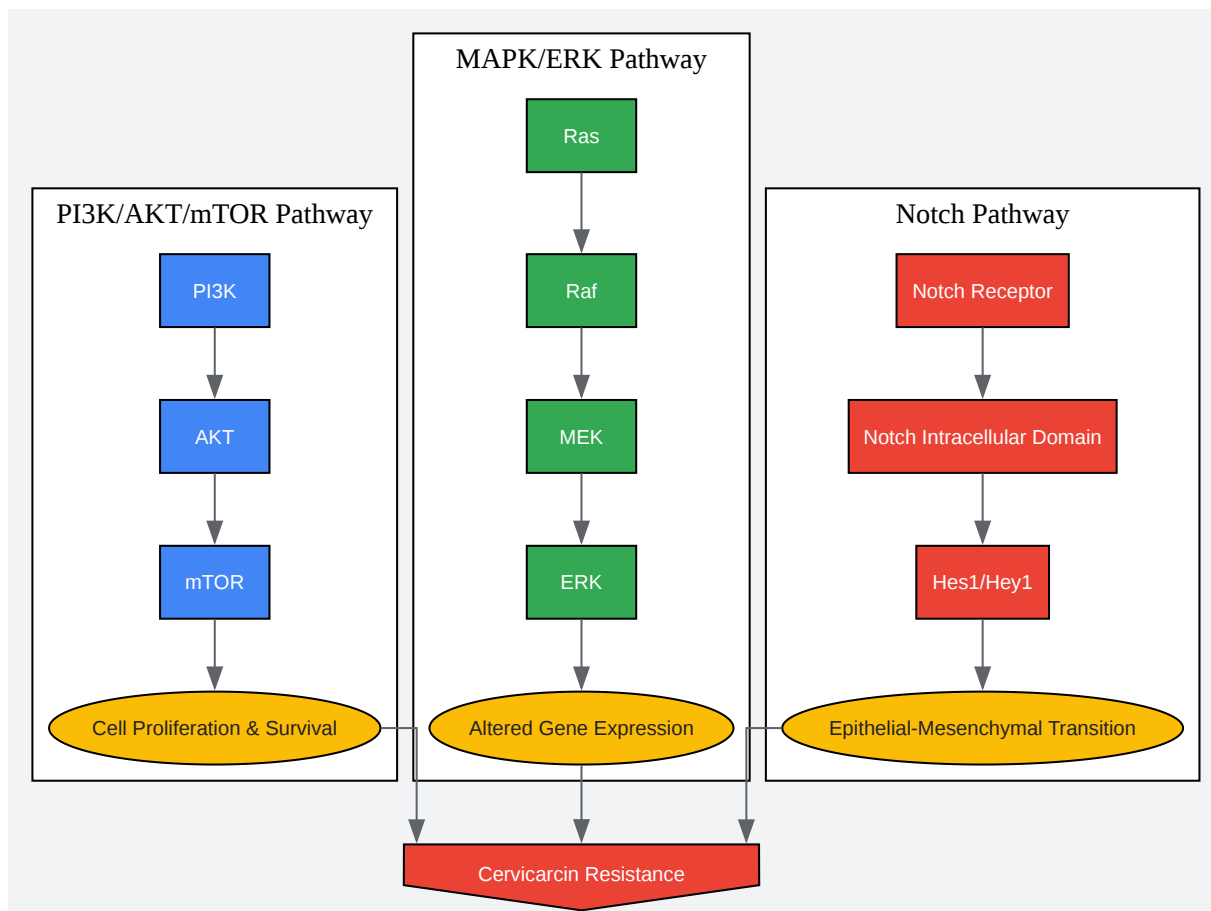 MAPK/ERK Pathway
Ras
PI3K/AKT/mTOR Pathway
Notch Pathway
PI3K
Raf
Notch Receptor
AKT
MEK
Notch Intracellular Domain
mTOR
ERK
Hes1/Hey1
Cell Proliferation & Survival
Altered Gene Expression
Epithelial-Mesenchymal Transition
Cervicarcin Resistance